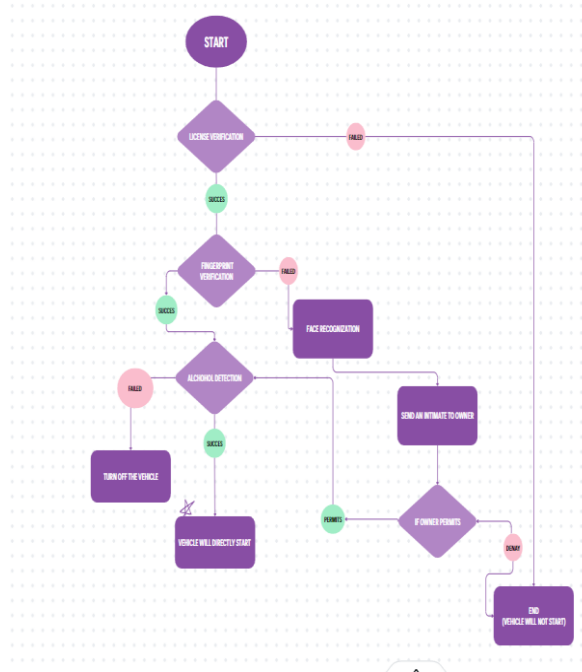 START
LICENSE VERIFICATION
FAILED
SUCCES
FINGERPRINT
VERIFICATION
FAILED
SUCCES
FACE RECOGNIZATION
ALCHOHOL DETECTION
FAILED
SEND AN INTIMATE TO OWNER
SUCCES
TURN OFF THE VEHICLE
PERMITS
IF OWNER PERMITS
VEHICLE WILL DIRECTLY START
DENAY
END
(VEHICLE WILL NOT START)